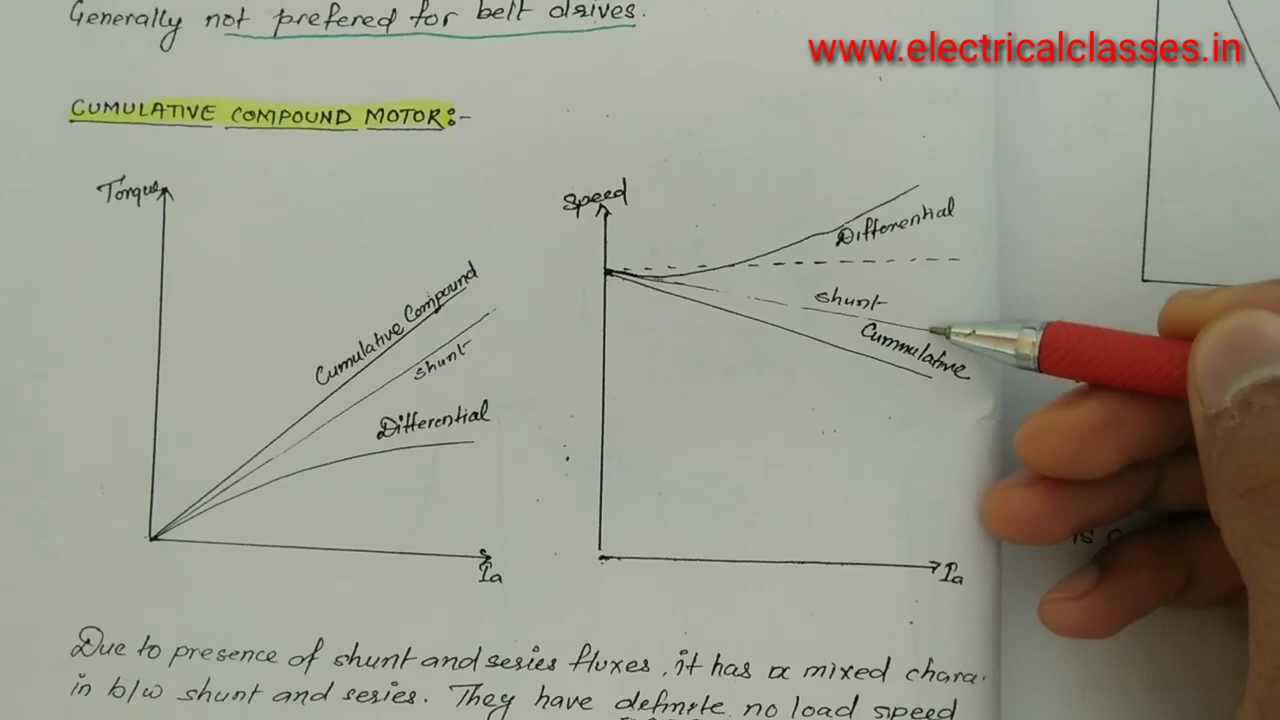 Generally not prefered for belt drives.
www.electricalclasses.in
CUMULATIVE COMPOUND MOTOR:-
Torque
Cumulative Compound
shunt
Differential
Ia
Speed
Differential
shunt
Cummulative
Ia
is
Due to presence of shunt and series fluxes, it has a mixed chara.
in b/w shunt and series. They have definite no load speed